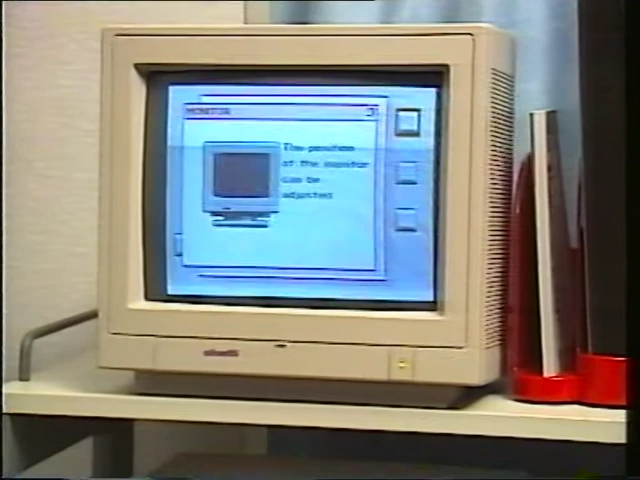 MONITOR
The position
of the monitor
can be
adjusted
olivetti